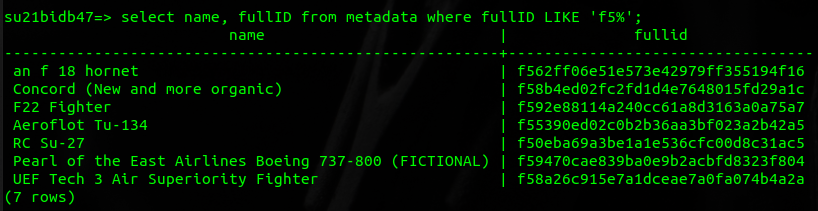 su21bidb47=> select name, fullID from metadata where fullID LIKE 'f5%';
name | fullid
-----------------------------------------------------+----------------------------------
an f 18 hornet | f562ff06e51e573e42979ff355194f16
Concord (New and more organic) | f58b4ed02fc2fd1d4e7648015fd29a1c
F22 Fighter | f592e88114a240cc61a8d3163a0a75a7
Aeroflot Tu-134 | f55390ed02c0b2b36aa3bf023a2b42a5
RC Su-27 | f50eba69a3be1a1e536cfc00d8c31ac5
Pearl of the East Airlines Boeing 737-800 (FICTIONAL) | f59470cae839ba0e9b2acbfd8323f804
UEF Tech 3 Air Superiority Fighter | f58a26c915e7a1dceae7a0fa074b4a2a
(7 rows)